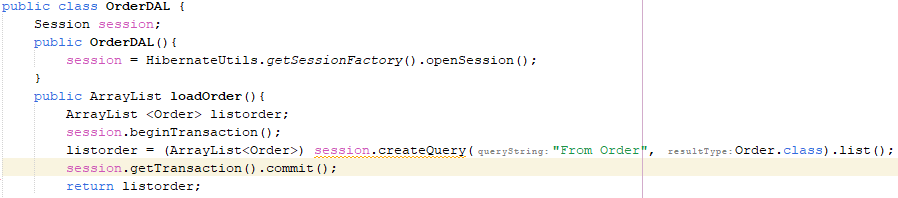 public class OrderDAL {
    Session session;
    public OrderDAL(){
        session = HibernateUtils.getSessionFactory().openSession();
    }
    public ArrayList loadOrder(){
        ArrayList <Order> listorder;
        session.beginTransaction();
        listorder = (ArrayList<Order>) session.createQuery(queryString:"From Order", resultType:Order.class).list();
        session.getTransaction().commit();
        return listorder;